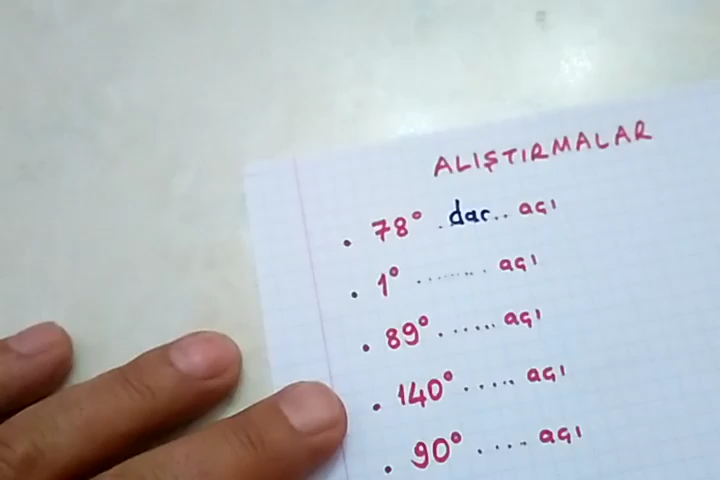 ALIŞTIRMALAR
• 78° .dar.. açı
• 1° ........ açı
• 89° ...... açı
• 140° ..... açı
• 90° .... açı